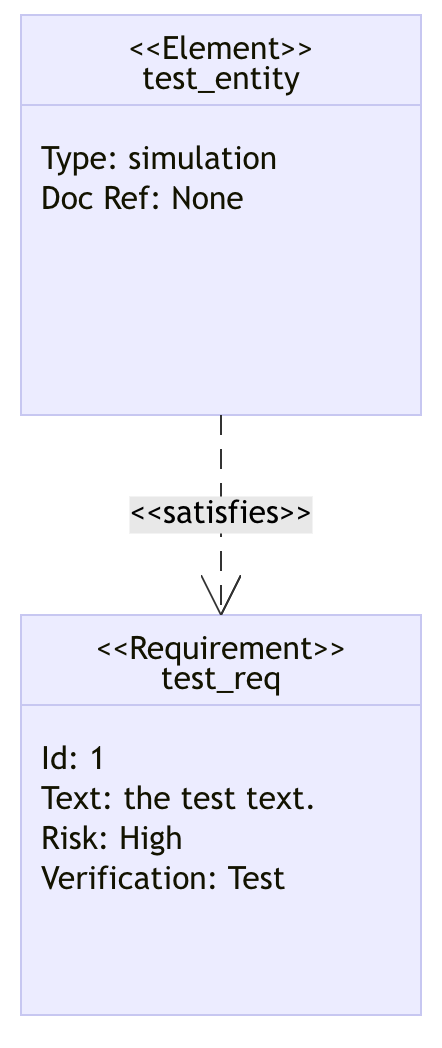 <<Element>>
test_entity
Type: simulation
Doc Ref: None
<<satisfies>>
<<Requirement>>
test_req
Id: 1
Text: the test text.
Risk: High
Verification: Test